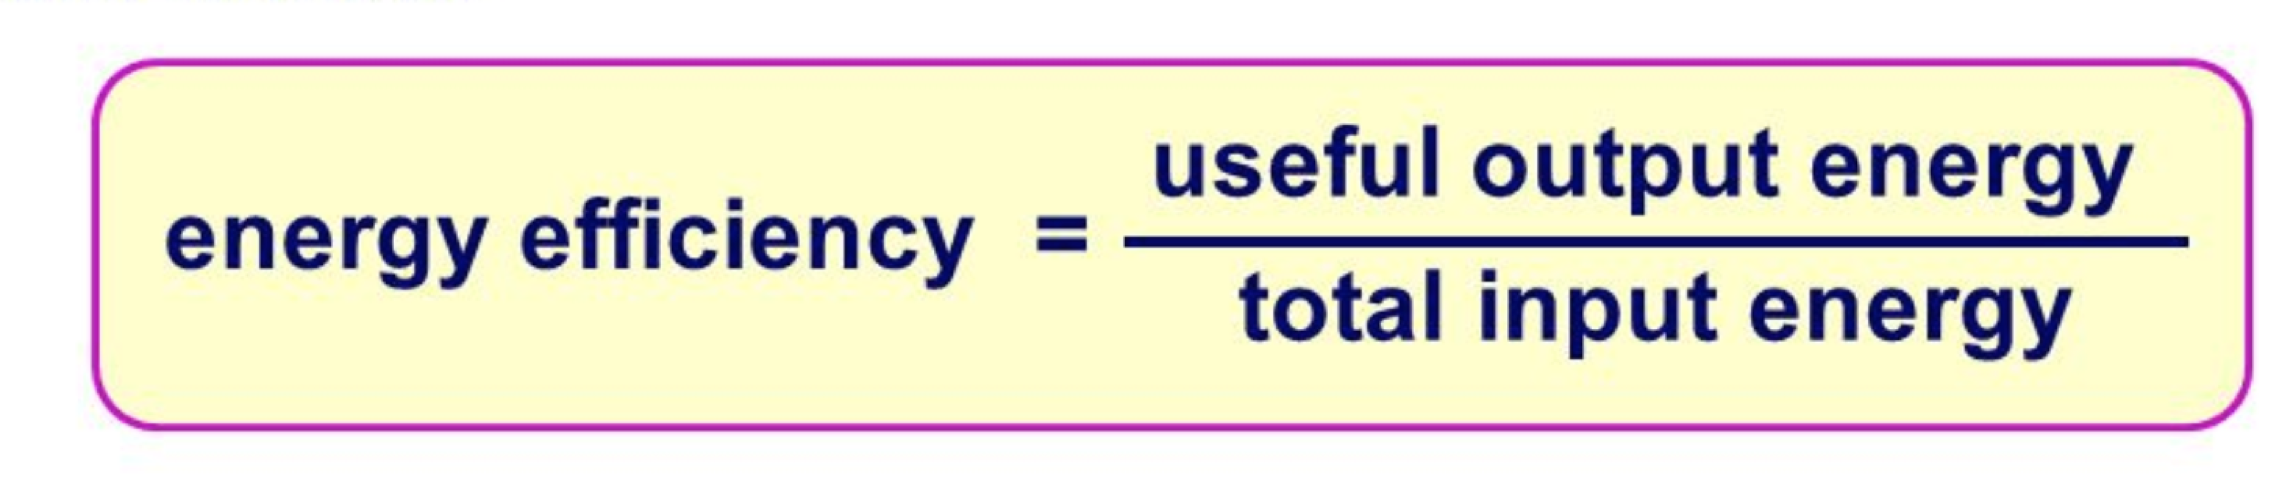 useful output energy
energy efficiency =
total input energy